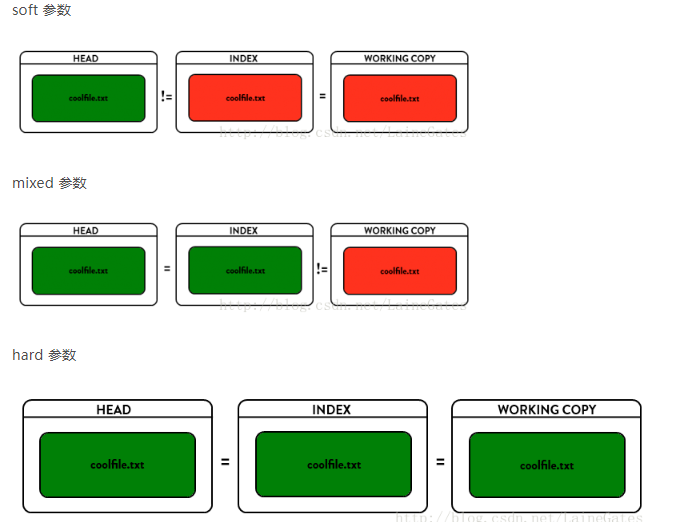 soft 参数
HEAD INDEX WORKING COPY
coolfile.txt != coolfile.txt = coolfile.txt
http://blog.csdn.net/LaineGates
mixed 参数
HEAD INDEX WORKING COPY
coolfile.txt = coolfile.txt != coolfile.txt
http://blog.csdn.net/LaineGates
hard 参数
HEAD INDEX WORKING COPY
coolfile.txt = coolfile.txt = coolfile.txt
http://blog.csdn.net/LaineGates